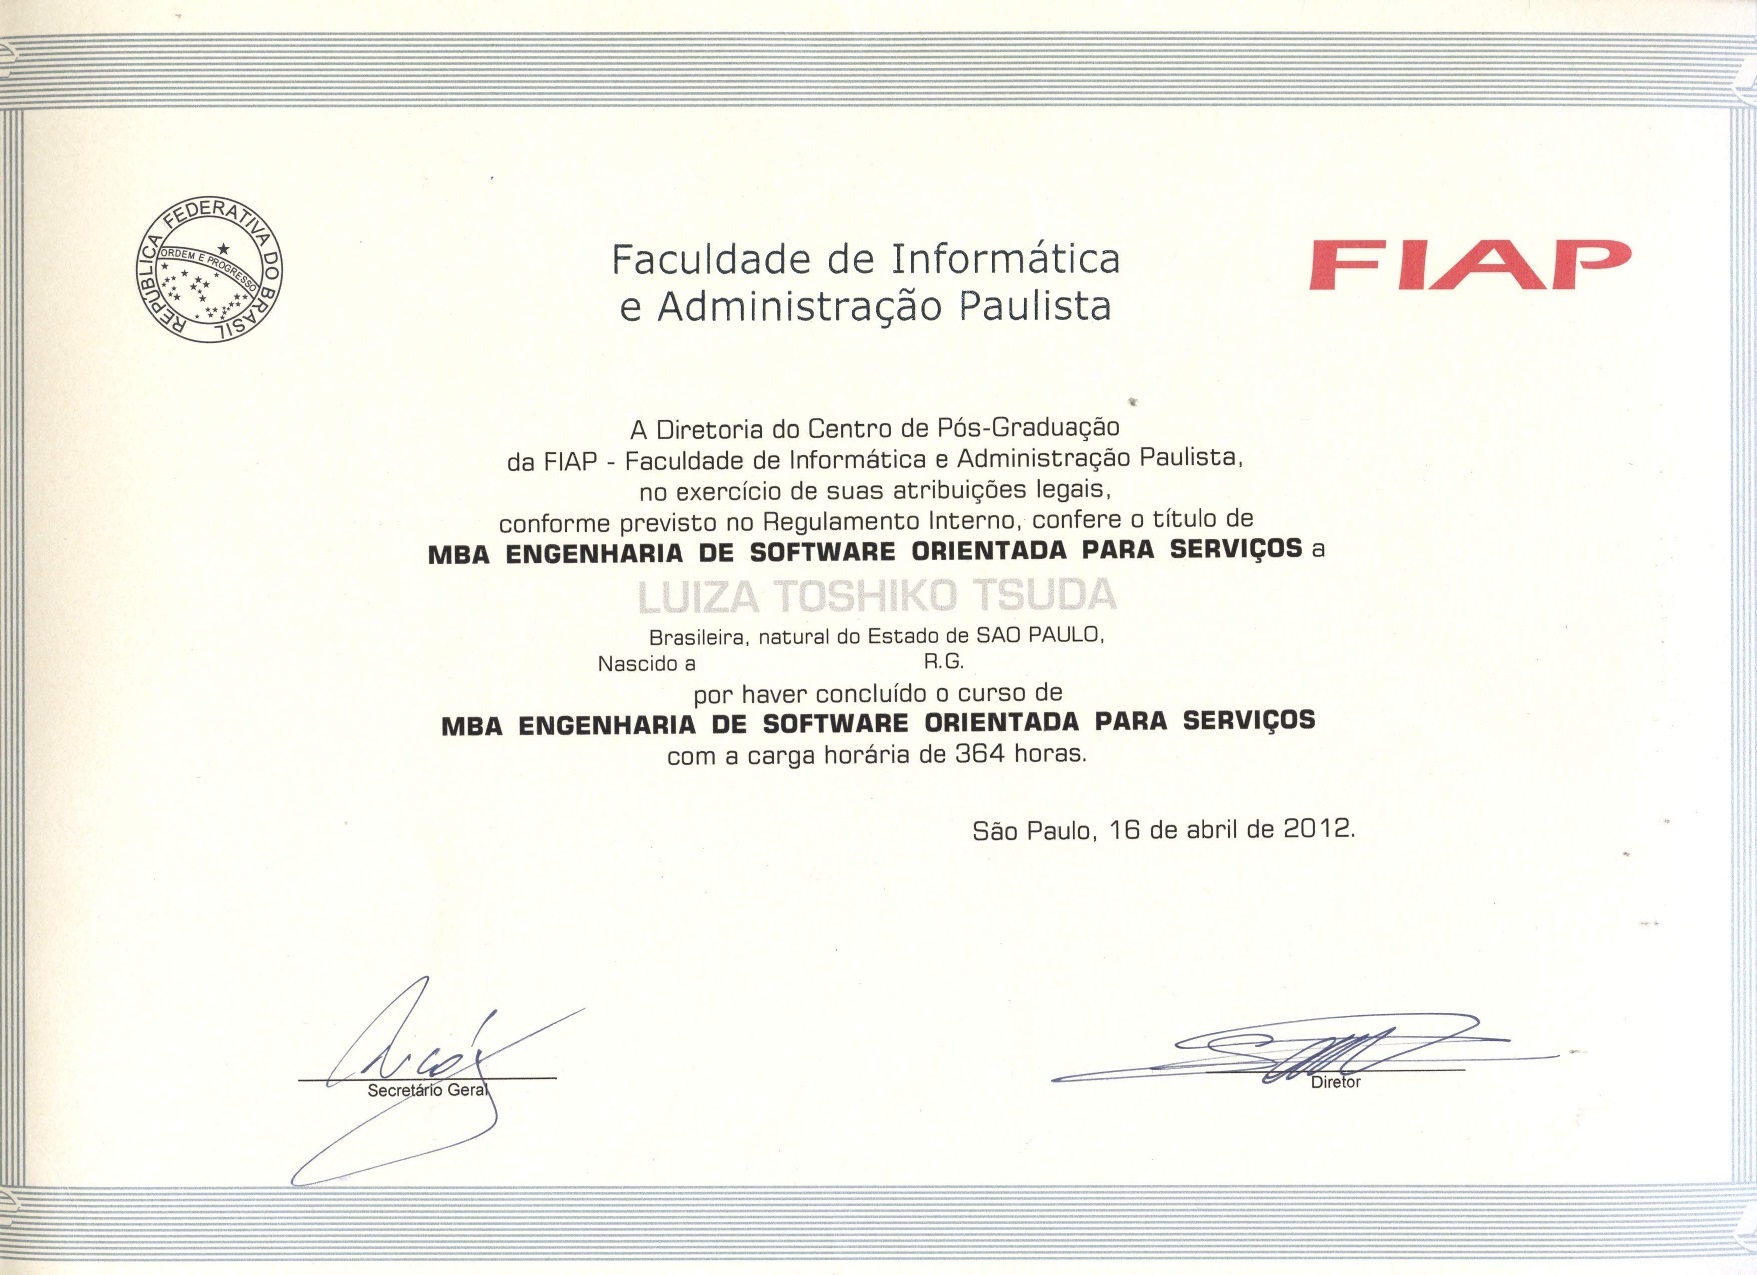 REPÚBLICA FEDERATIVA DO BRASIL
ORDEM E PROGRESSO
Faculdade de Informática
e Administração Paulista
FIAP
A Diretoria do Centro de Pós-Graduação
da FIAP - Faculdade de Informática e Administração Paulista,
no exercício de suas atribuições legais,
conforme previsto no Regulamento Interno, confere o título de
MBA ENGENHARIA DE SOFTWARE ORIENTADA PARA SERVIÇOS a
LUIZA TOSHIKO TSUDA
Brasileira, natural do Estado de SAO PAULO,
Nascido a R.G.
por haver concluído o curso de
MBA ENGENHARIA DE SOFTWARE ORIENTADA PARA SERVIÇOS
com a carga horária de 364 horas.
São Paulo, 16 de abril de 2012.
Secretário Geral
Diretor